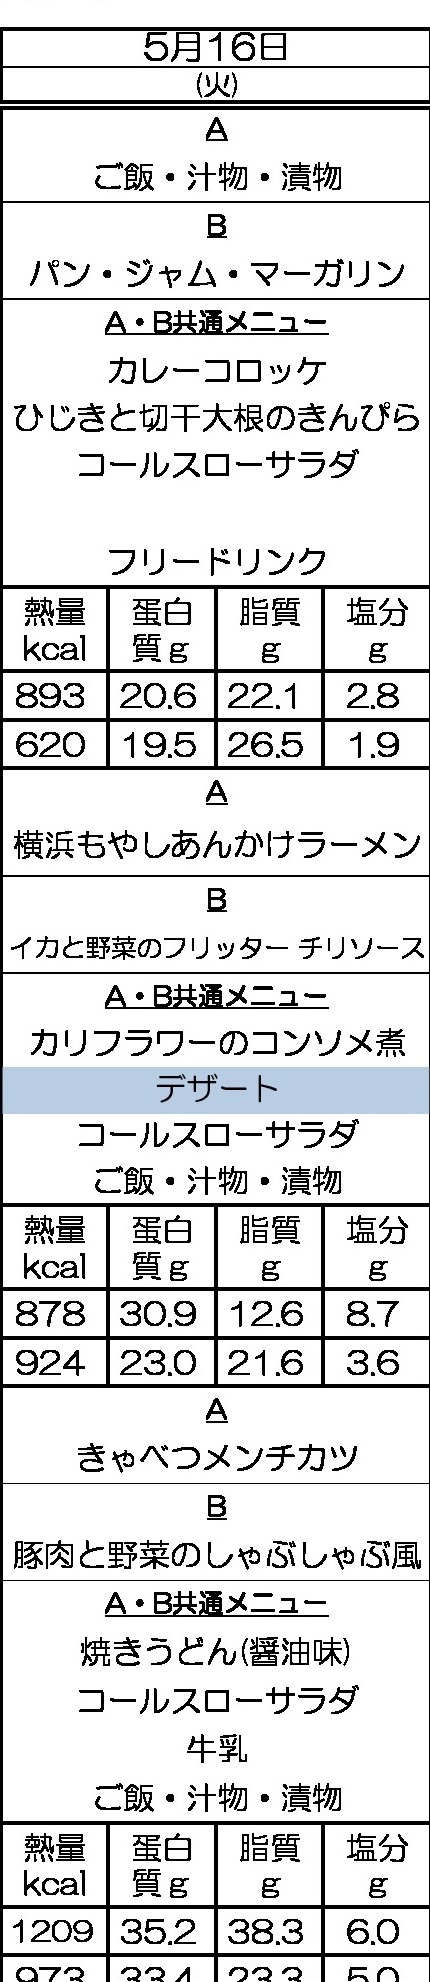 5月16日
(火)
A
ご飯・汁物・漬物
B
パン・ジャム・マーガリン
A・B共通メニュー
カレーコロッケ
ひじきと切干大根のきんぴら
コールスローサラダ
フリードリンク
熱量 蛋白 脂質 塩分
kcal 質g g g
893 20.6 22.1 2.8
620 19.5 26.5 1.9
A
横浜もやしあんかけラーメン
B
イカと野菜のフリッター チリソース
A・B共通メニュー
カリフラワーのコンソメ煮
デザート
コールスローサラダ
ご飯・汁物・漬物
熱量 蛋白 脂質 塩分
kcal 質g g g
878 30.9 12.6 8.7
924 23.0 21.6 3.6
A
きゃべつメンチカツ
B
豚肉と野菜のしゃぶしゃぶ風
A・B共通メニュー
焼きうどん(醤油味)
コールスローサラダ
牛乳
ご飯・汁物・漬物
熱量 蛋白 脂質 塩分
kcal 質g g g
1209 35.2 38.3 6.0
973 33.4 23.3 5.0